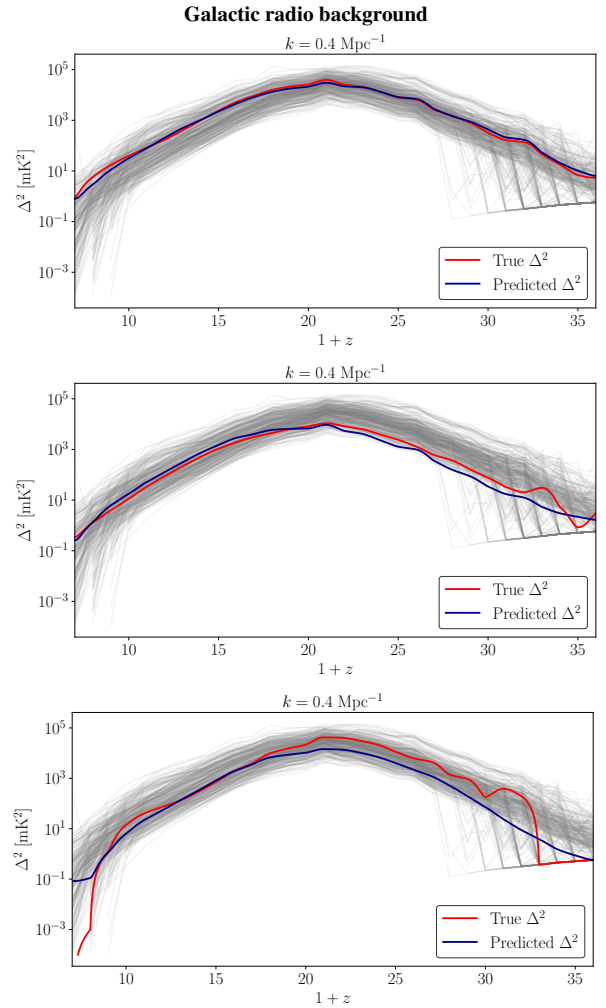 Galactic radio background
k = 0.4 Mpc⁻¹
Δ² [mK²]
10⁵
10³
10¹
10⁻¹
10⁻³
True Δ²
Predicted Δ²
10 15 20 25 30 35
1 + z
k = 0.4 Mpc⁻¹
Δ² [mK²]
10⁵
10³
10¹
10⁻¹
10⁻³
True Δ²
Predicted Δ²
10 15 20 25 30 35
1 + z
k = 0.4 Mpc⁻¹
Δ² [mK²]
10⁵
10³
10¹
10⁻¹
10⁻³
True Δ²
Predicted Δ²
10 15 20 25 30 35
1 + z